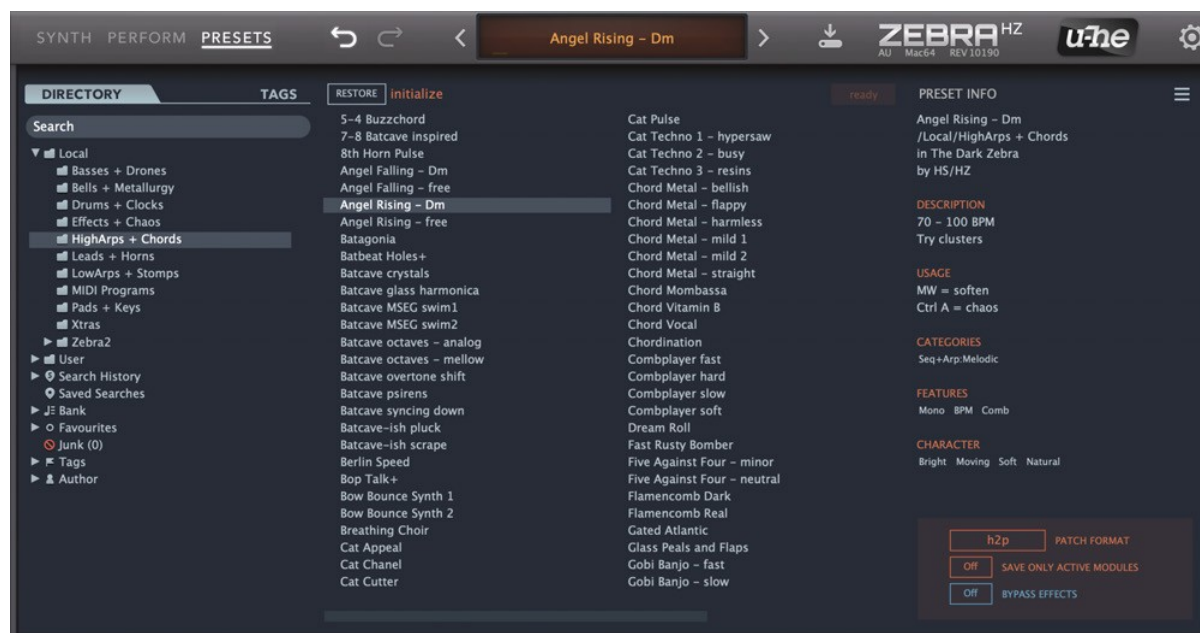 SYNTH PERFORM PRESETS
Angel Rising – Dm
ZEBRA HZ
AU Mac64 REV 10190
u-he
DIRECTORY TAGS
Search
Local
Basses + Drones
Bells + Metallurgy
Drums + Clocks
Effects + Chaos
HighArps + Chords
Leads + Horns
LowArps + Stomps
MIDI Programs
Pads + Keys
Xtras
Zebra2
User
Search History
Saved Searches
Bank
Favourites
Junk (0)
Tags
Author
RESTORE initialize
ready
5-4 Buzzchord
7-8 Batcave inspired
8th Horn Pulse
Angel Falling – Dm
Angel Falling – free
Angel Rising – Dm
Angel Rising – free
Batagonia
Batbeat Holes+
Batcave crystals
Batcave glass harmonica
Batcave MSEG swim1
Batcave MSEG swim2
Batcave octaves – analog
Batcave octaves – mellow
Batcave overtone shift
Batcave psirens
Batcave syncing down
Batcave-ish pluck
Batcave-ish scrape
Berlin Speed
Bop Talk+
Bow Bounce Synth 1
Bow Bounce Synth 2
Breathing Choir
Cat Appeal
Cat Chanel
Cat Cutter
Cat Pulse
Cat Techno 1 – hypersaw
Cat Techno 2 – busy
Cat Techno 3 – resins
Chord Metal – bellish
Chord Metal – flappy
Chord Metal – harmless
Chord Metal – mild 1
Chord Metal – mild 2
Chord Metal – straight
Chord Mombassa
Chord Vitamin B
Chord Vocal
Chordination
Combplayer fast
Combplayer hard
Combplayer slow
Combplayer soft
Dream Roll
Fast Rusty Bomber
Five Against Four – minor
Five Against Four – neutral
Flamencomb Dark
Flamencomb Real
Gated Atlantic
Glass Peals and Flaps
Gobi Banjo – fast
Gobi Banjo – slow
PRESET INFO
Angel Rising – Dm
/Local/HighArps + Chords
in The Dark Zebra
by HS/HZ
DESCRIPTION
70 – 100 BPM
Try clusters
USAGE
MW = soften
Ctrl A = chaos
CATEGORIES
Seq+Arp:Melodic
FEATURES
Mono BPM Comb
CHARACTER
Bright Moving Soft Natural
h2p PATCH FORMAT
Off SAVE ONLY ACTIVE MODULES
Off BYPASS EFFECTS